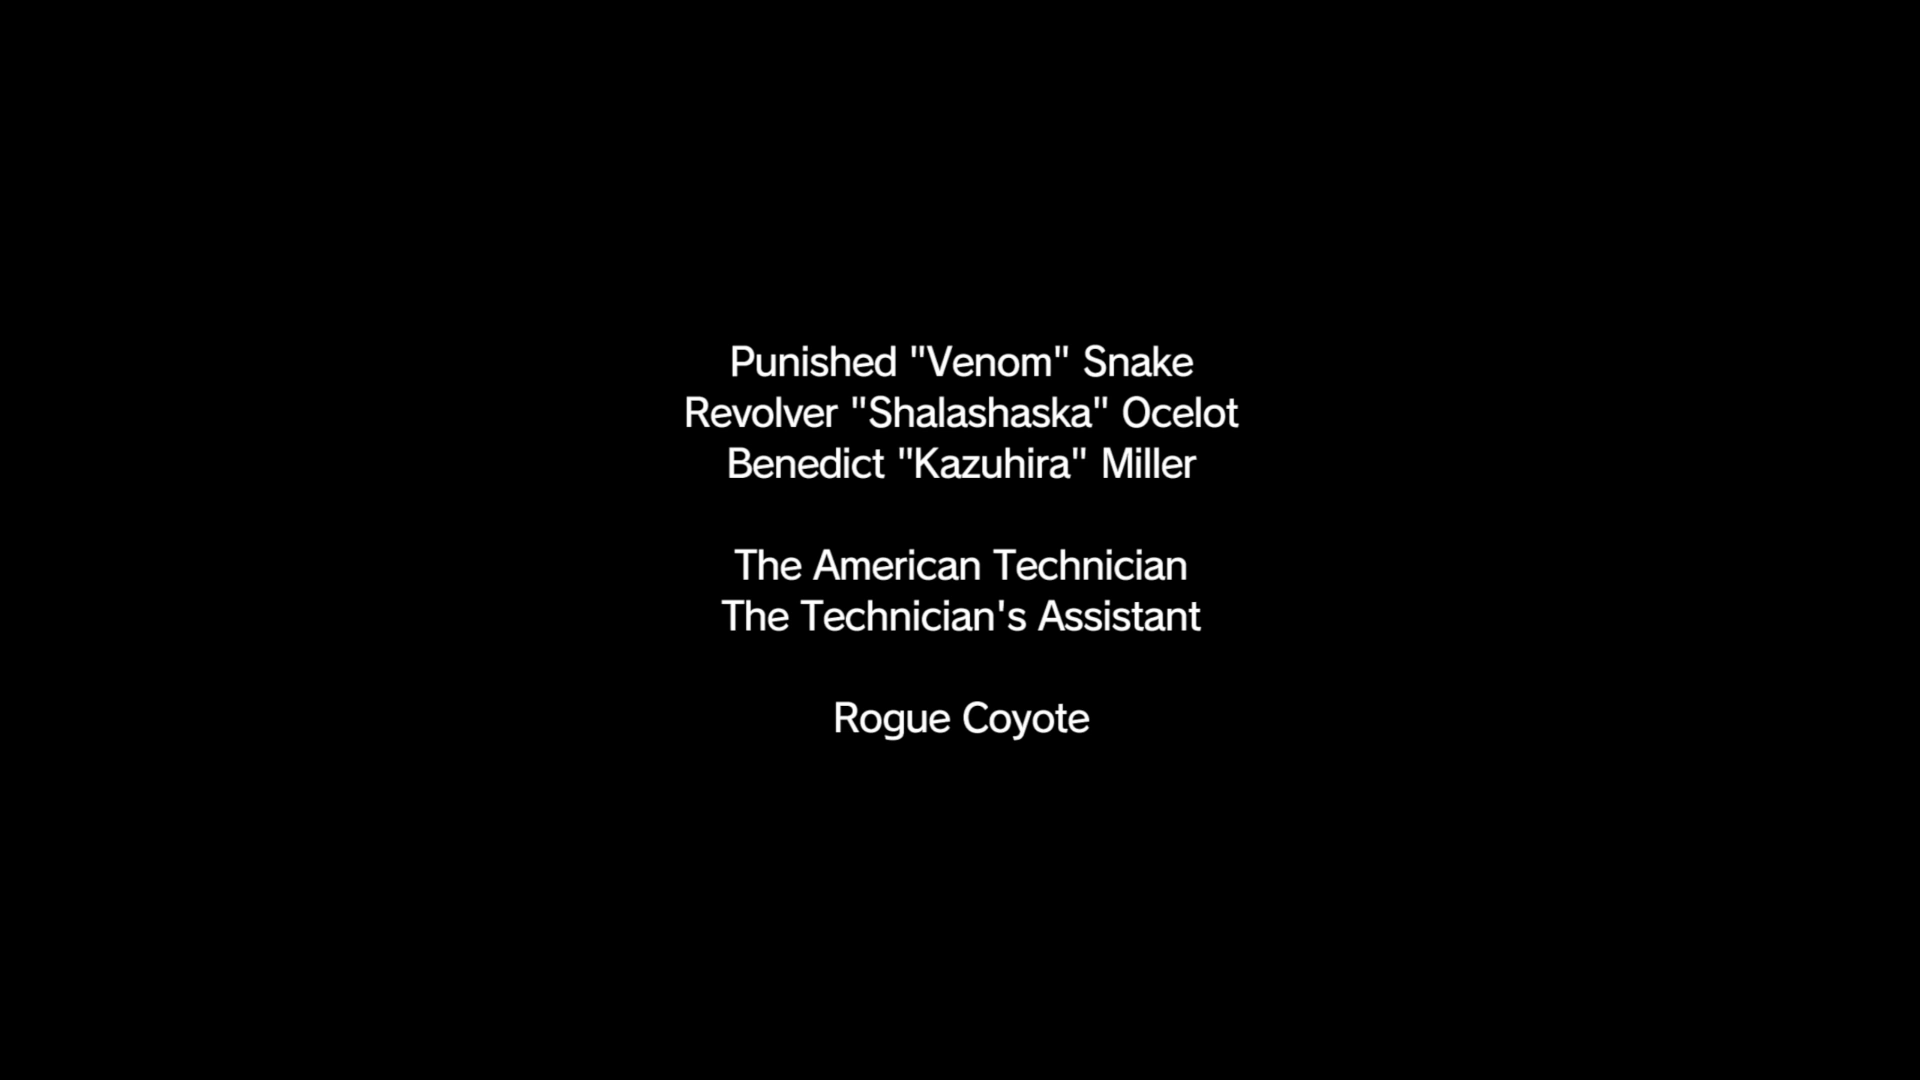 Punished "Venom" Snake
Revolver "Shalashaska" Ocelot
Benedict "Kazuhira" Miller
The American Technician
The Technician's Assistant
Rogue Coyote